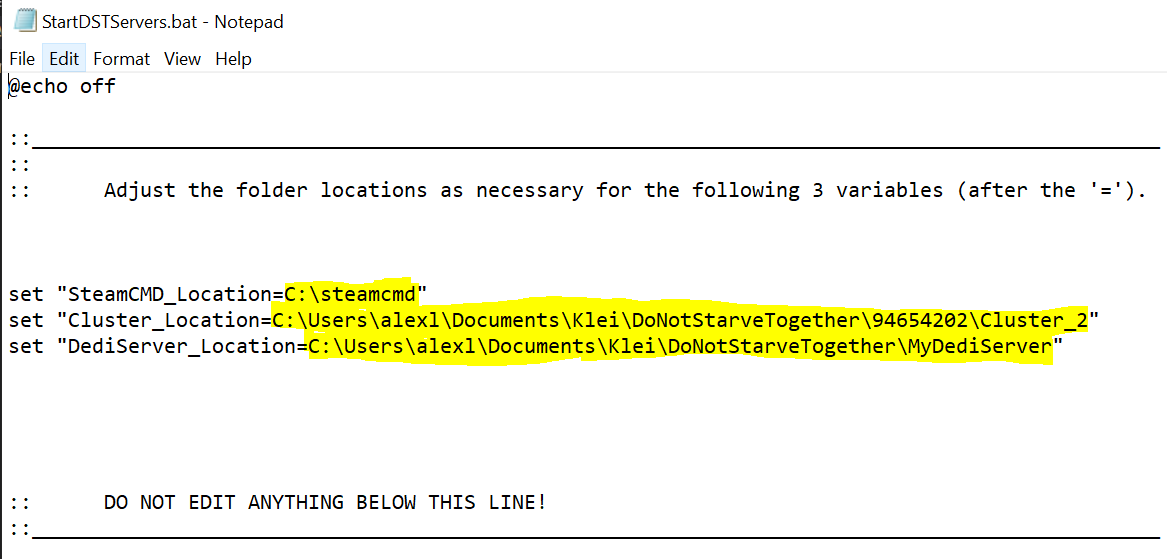 StartDSTServers.bat - Notepad
File Edit Format View Help
@echo off
::______________________________________________________________________________________________
::
::      Adjust the folder locations as necessary for the following 3 variables (after the '=').
set "SteamCMD_Location=C:\steamcmd"
set "Cluster_Location=C:\Users\alexl\Documents\Klei\DoNotStarveTogether\94654202\Cluster_2"
set "DediServer_Location=C:\Users\alexl\Documents\Klei\DoNotStarveTogether\MyDediServer"
::      DO NOT EDIT ANYTHING BELOW THIS LINE!
::______________________________________________________________________________________________